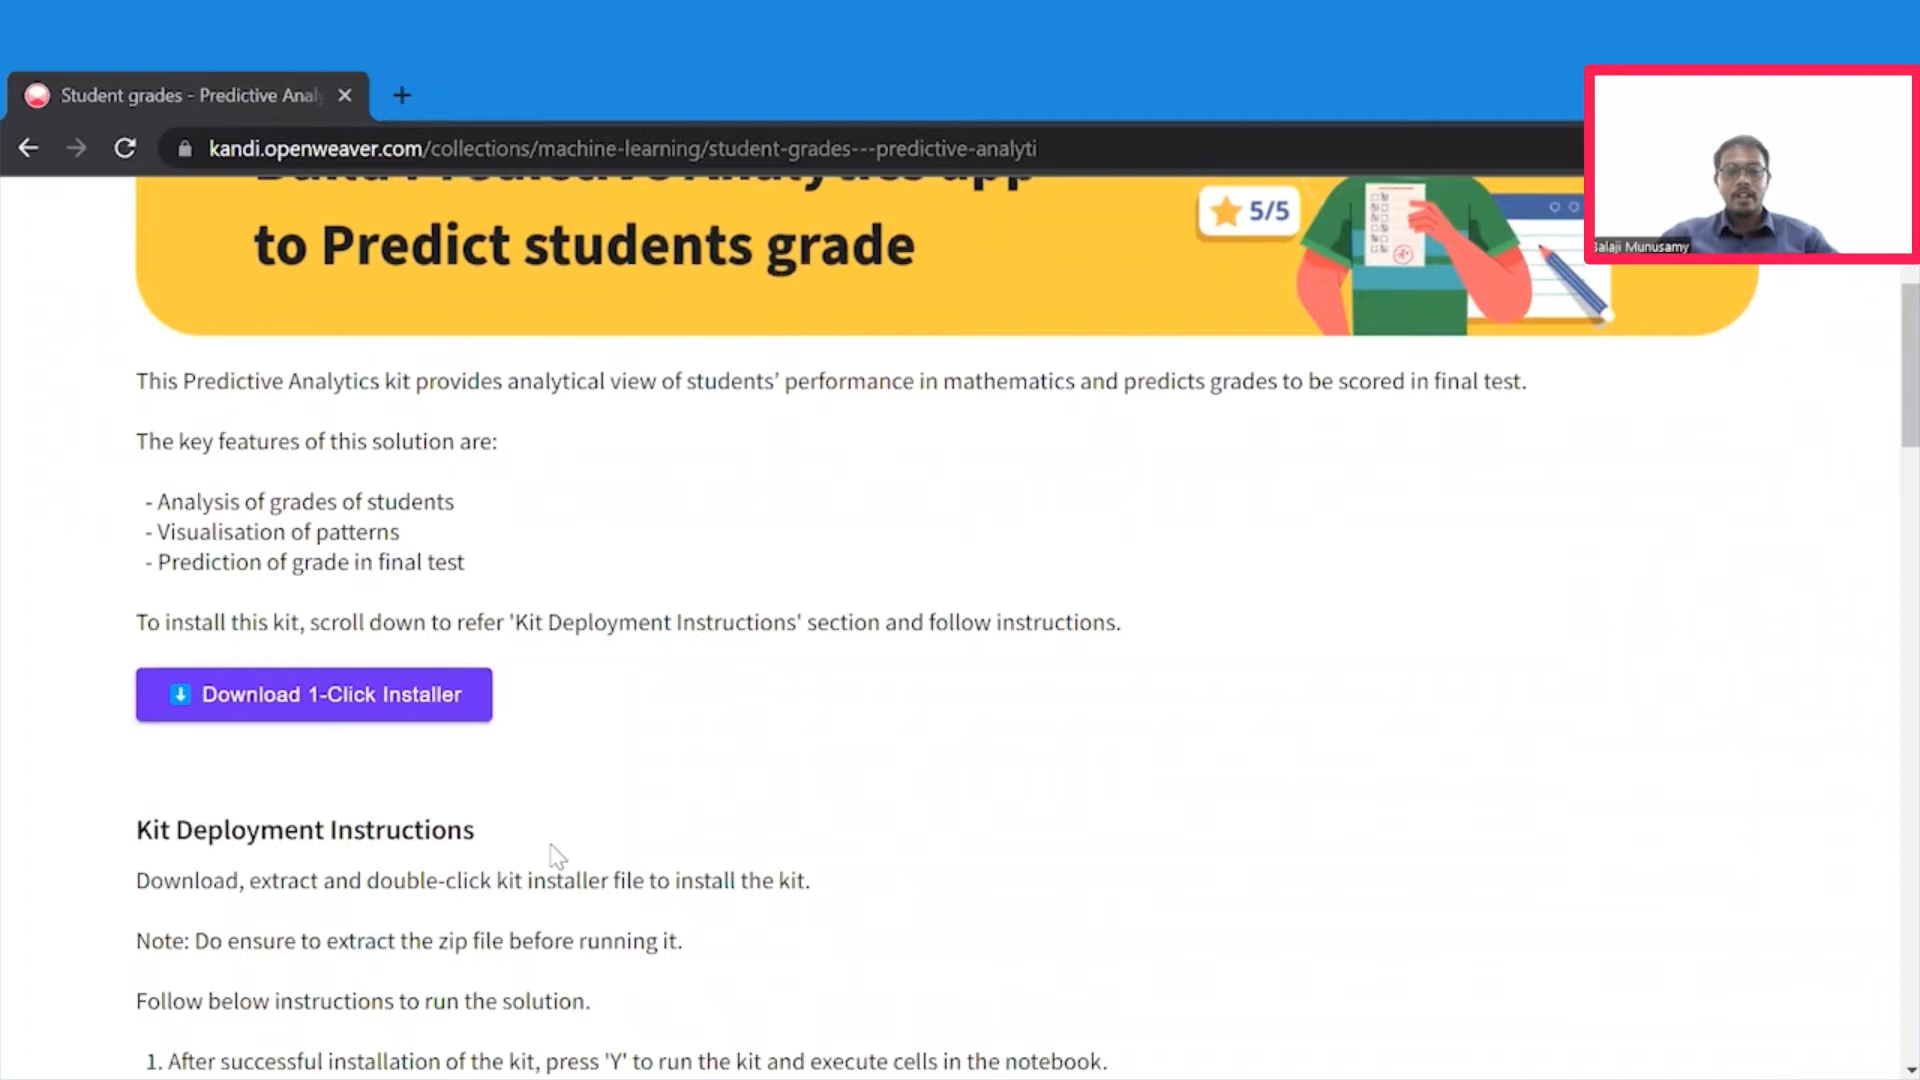 Student grades - Predictive Anal
kandi.openweaver.com/collections/machine-learning/student-grades---predictive-analyti
Build Predictive Analytics app
to Predict students grade
5/5
Balaji Munusamy
This Predictive Analytics kit provides analytical view of students’ performance in mathematics and predicts grades to be scored in final test.
The key features of this solution are:
- Analysis of grades of students
- Visualisation of patterns
- Prediction of grade in final test
To install this kit, scroll down to refer 'Kit Deployment Instructions' section and follow instructions.
Download 1-Click Installer
Kit Deployment Instructions
Download, extract and double-click kit installer file to install the kit.
Note: Do ensure to extract the zip file before running it.
Follow below instructions to run the solution.
1. After successful installation of the kit, press 'Y' to run the kit and execute cells in the notebook.